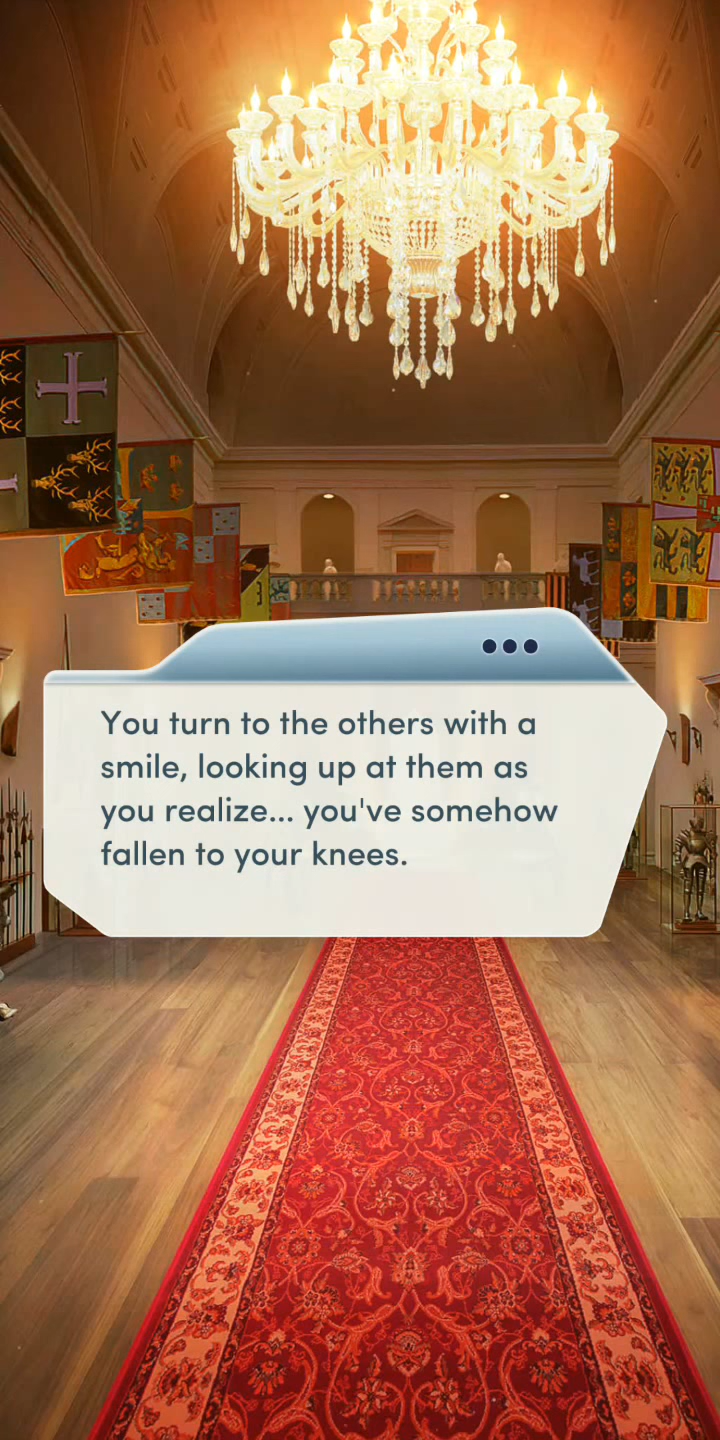 You turn to the others with a
smile, looking up at them as
you realize... you've somehow
fallen to your knees.